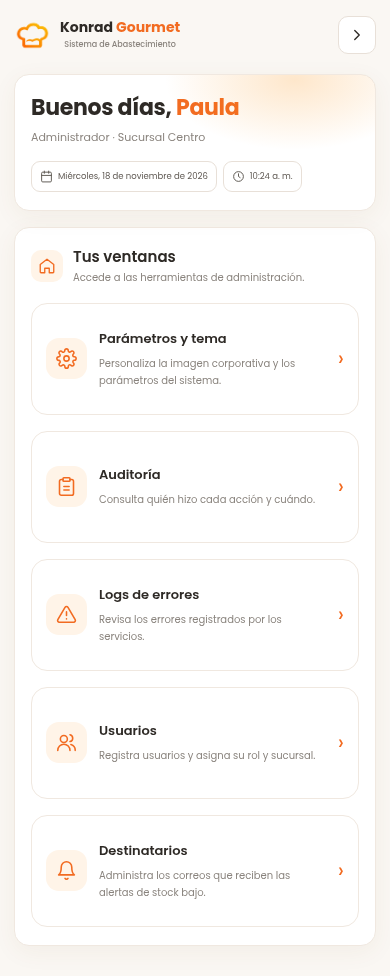 Konrad Gourmet
Sistema de Abastecimiento
Buenos días, Paula
Administrador · Sucursal Centro
Miércoles, 18 de noviembre de 2026
10:24 a. m.
Tus ventanas
Accede a las herramientas de administración.
Parámetros y tema
Personaliza la imagen corporativa y los
parámetros del sistema.
Auditoría
Consulta quién hizo cada acción y cuándo.
Logs de errores
Revisa los errores registrados por los
servicios.
Usuarios
Registra usuarios y asigna su rol y sucursal.
Destinatarios
Administra los correos que reciben las
alertas de stock bajo.